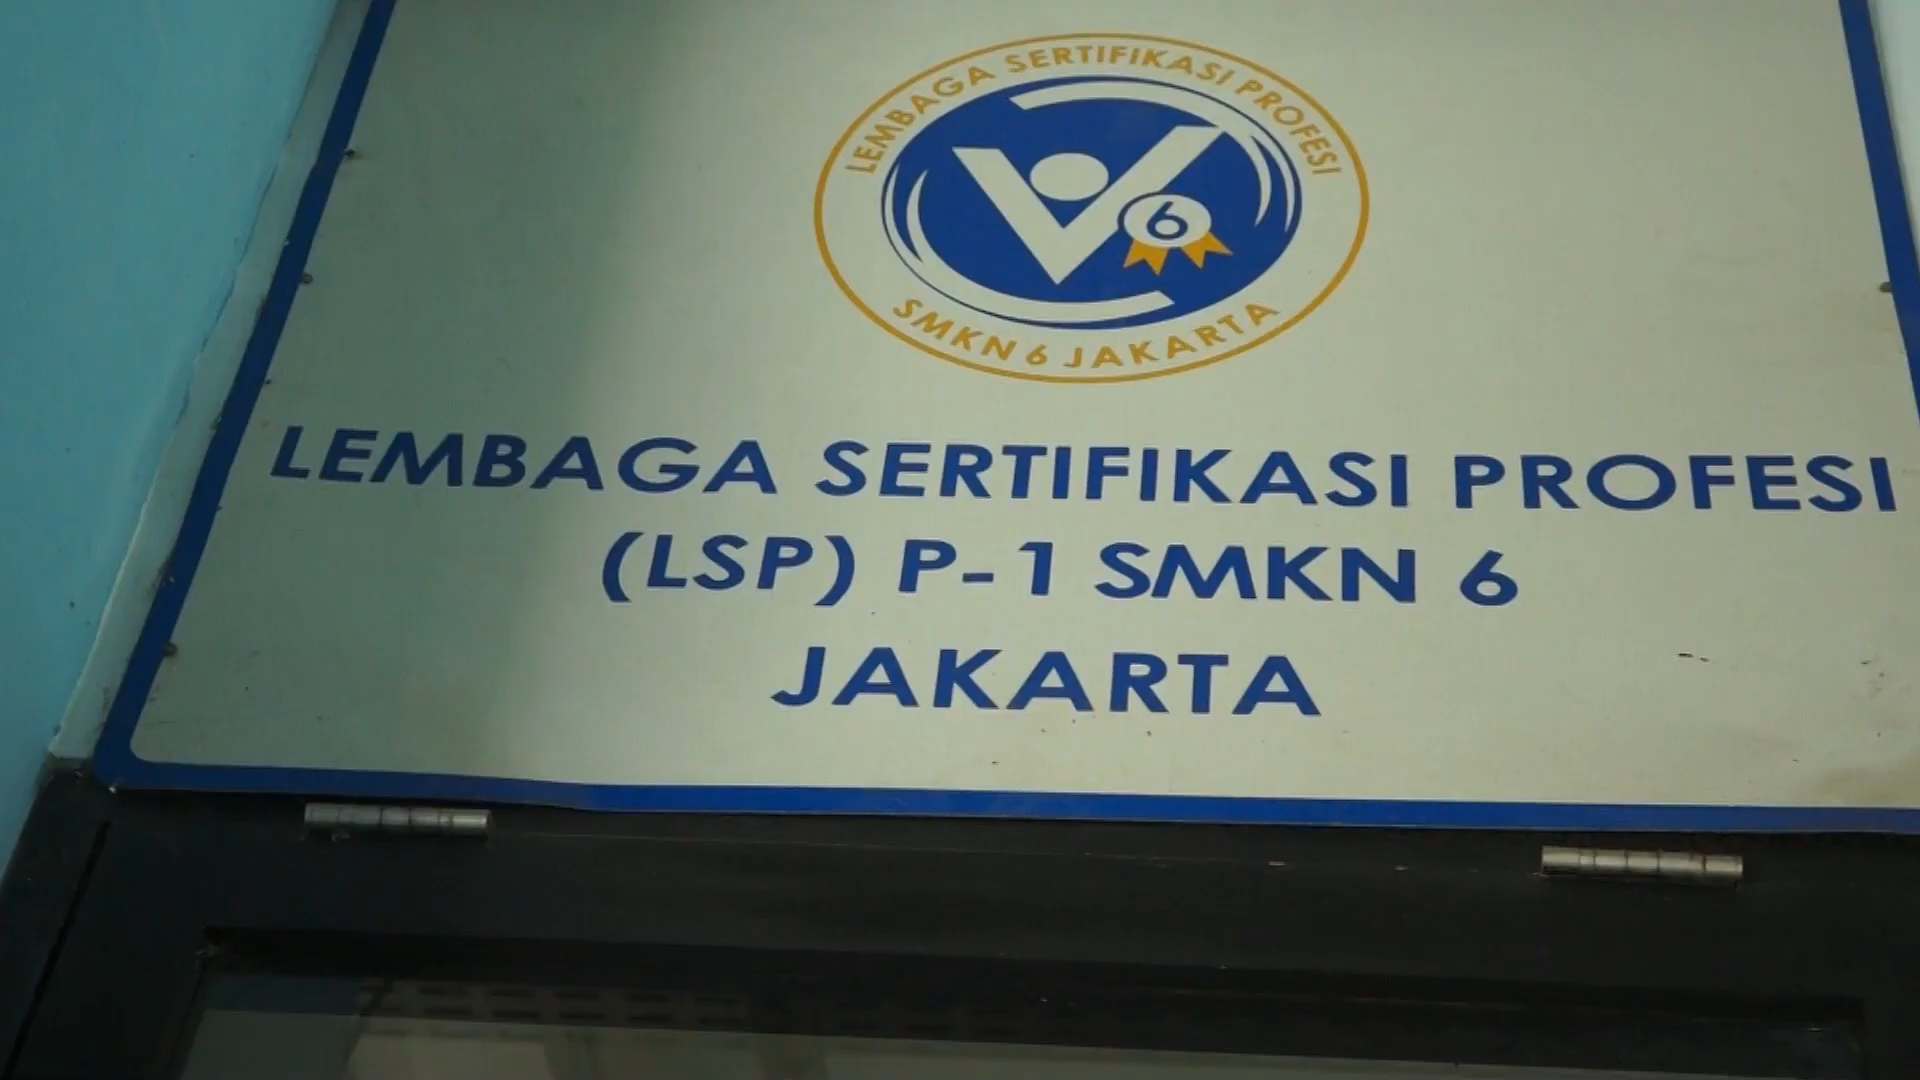 LEMBAGA SERTIFIKASI PROFESI
6
SMKN 6 JAKARTA
LEMBAGA SERTIFIKASI PROFESI
(LSP) P-1 SMKN 6
JAKARTA